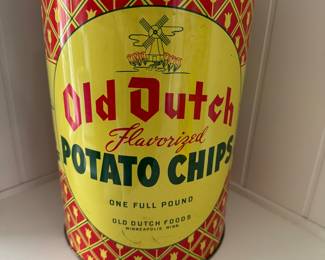 Old Dutch
Flavorized
POTATO CHIPS
ONE FULL POUND
OLD DUTCH FOODS
MINNEAPOLIS MINN.